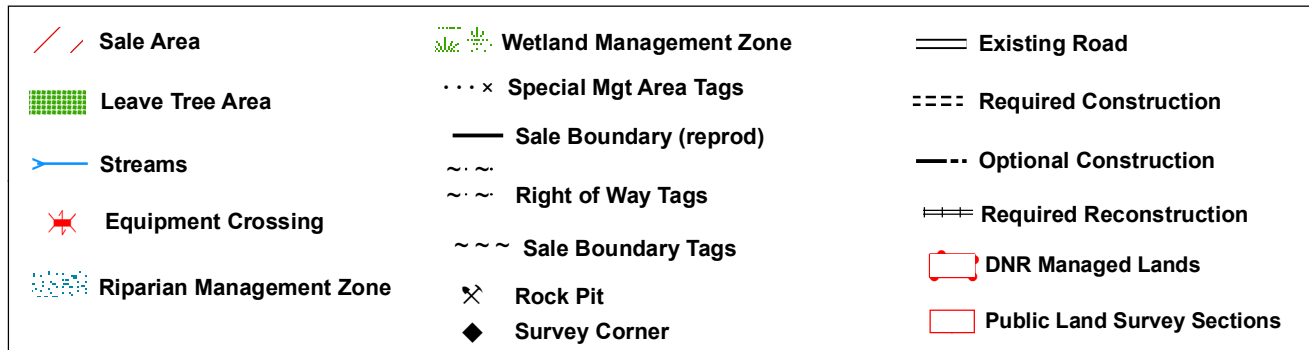 Sale Area
Leave Tree Area
Streams
Equipment Crossing
Riparian Management Zone
Wetland Management Zone
Special Mgt Area Tags
Sale Boundary (reprod)
Right of Way Tags
Sale Boundary Tags
Rock Pit
Survey Corner
Existing Road
Required Construction
Optional Construction
Required Reconstruction
DNR Managed Lands
Public Land Survey Sections